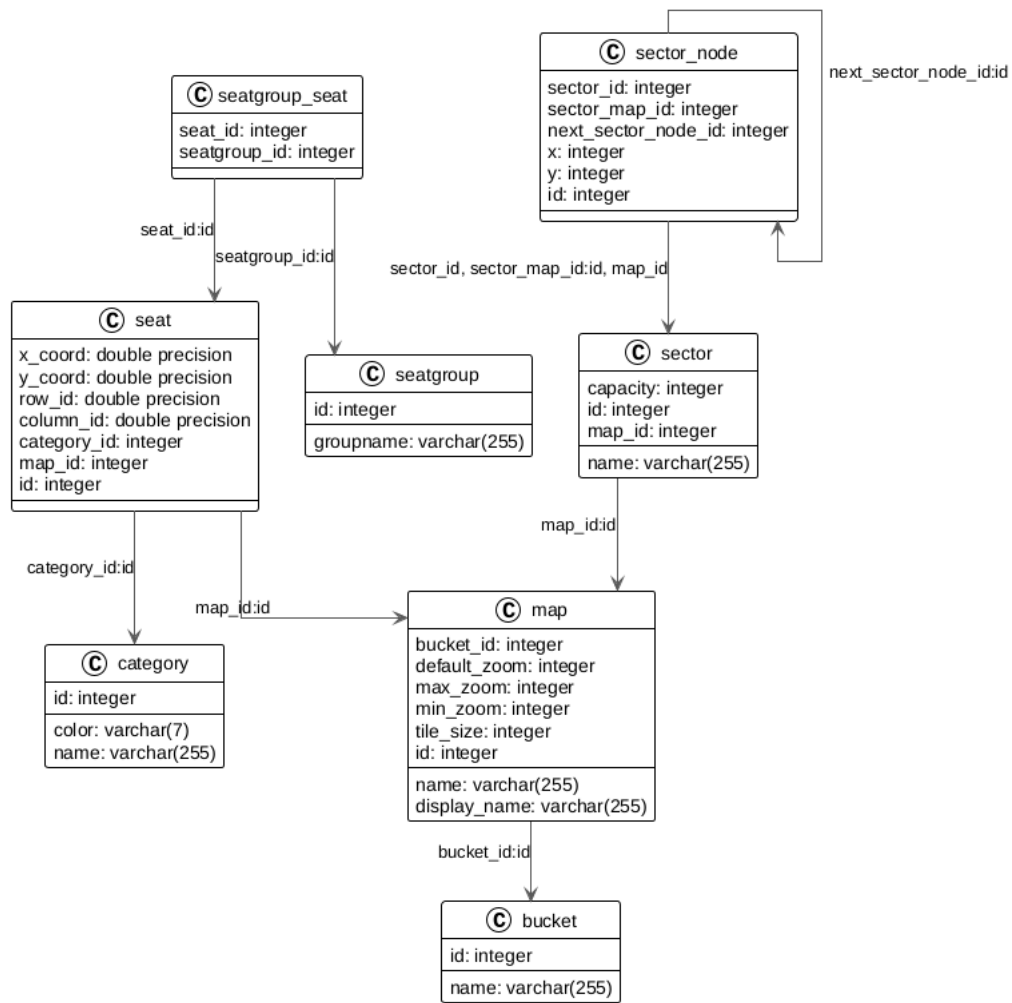 C sector_node
sector_id: integer
sector_map_id: integer
next_sector_node_id: integer
x: integer
y: integer
id: integer
next_sector_node_id:id
C seatgroup_seat
seat_id: integer
seatgroup_id: integer
seat_id:id
seatgroup_id:id
sector_id, sector_map_id:id, map_id
C seat
x_coord: double precision
y_coord: double precision
row_id: double precision
column_id: double precision
category_id: integer
map_id: integer
id: integer
C seatgroup
id: integer
groupname: varchar(255)
C sector
capacity: integer
id: integer
map_id: integer
name: varchar(255)
category_id:id
map_id:id
map_id:id
C category
id: integer
color: varchar(7)
name: varchar(255)
C map
bucket_id: integer
default_zoom: integer
max_zoom: integer
min_zoom: integer
tile_size: integer
id: integer
name: varchar(255)
display_name: varchar(255)
bucket_id:id
C bucket
id: integer
name: varchar(255)